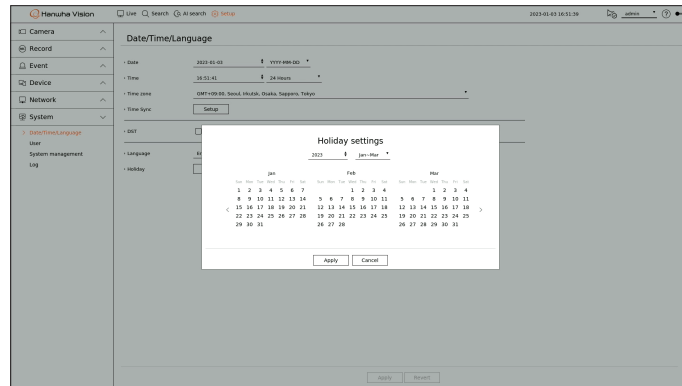 Hanwha Vision
Live Search AI search Setup
2023-01-03 16:51:39
admin
?
Camera
Record
Event
Device
Network
System
> Date/Time/Language
User
System management
Log
Date/Time/Language
Date 2023-01-03 YYYY-MM-DD
Time 16:51:41 24 Hours
Time zone GMT+09:00, Seoul, Irkutsk, Osaka, Sapporo, Tokyo
Time Sync Setup
DST
Language
Holiday
Holiday settings
2023 Jan~Mar
Jan Feb Mar
Sun Mon Tue Wed Thu Fri Sat Sun Mon Tue Wed Thu Fri Sat Sun Mon Tue Wed Thu Fri Sat
1 2 3 4 5 6 7 1 2 3 4 1 2 3 4
8 9 10 11 12 13 14 5 6 7 8 9 10 11 5 6 7 8 9 10 11
< 15 16 17 18 19 20 21 12 13 14 15 16 17 18 12 13 14 15 16 17 18 >
22 23 24 25 26 27 28 19 20 21 22 23 24 25 19 20 21 22 23 24 25
29 30 31 26 27 28 26 27 28 29 30 31
Apply Cancel
Apply Revert